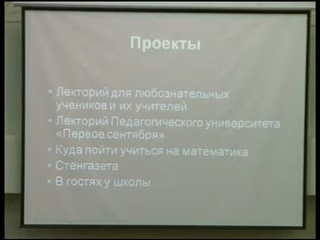 Проекты
• Лекторий для любознательных
учеников и их учителей
• Лекторий Педагогического университета
«Первое сентября»
• Куда пойти учиться на математика
• Стенгазета
• В гостях у школы ...